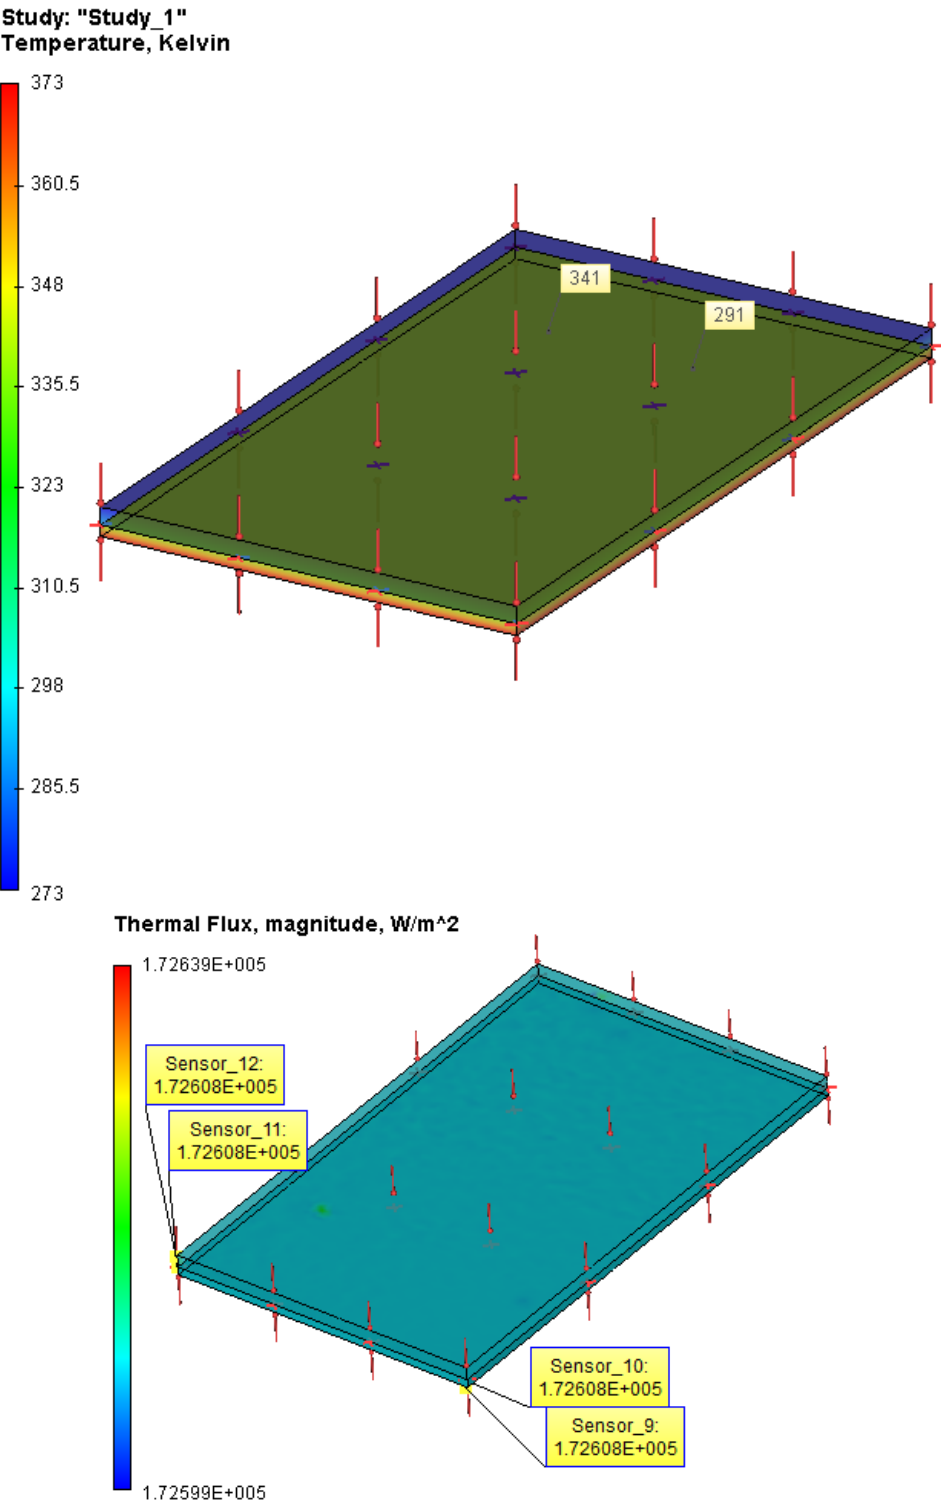 Study: "Study_1"
Temperature, Kelvin
373
360.5
348
335.5
323
310.5
298
285.5
273
341
291
Thermal Flux, magnitude, W/m^2
1.72639E+005
Sensor_12:
1.72608E+005
Sensor_11:
1.72608E+005
Sensor_10:
1.72608E+005
Sensor_9:
1.72608E+005
1.72599E+005